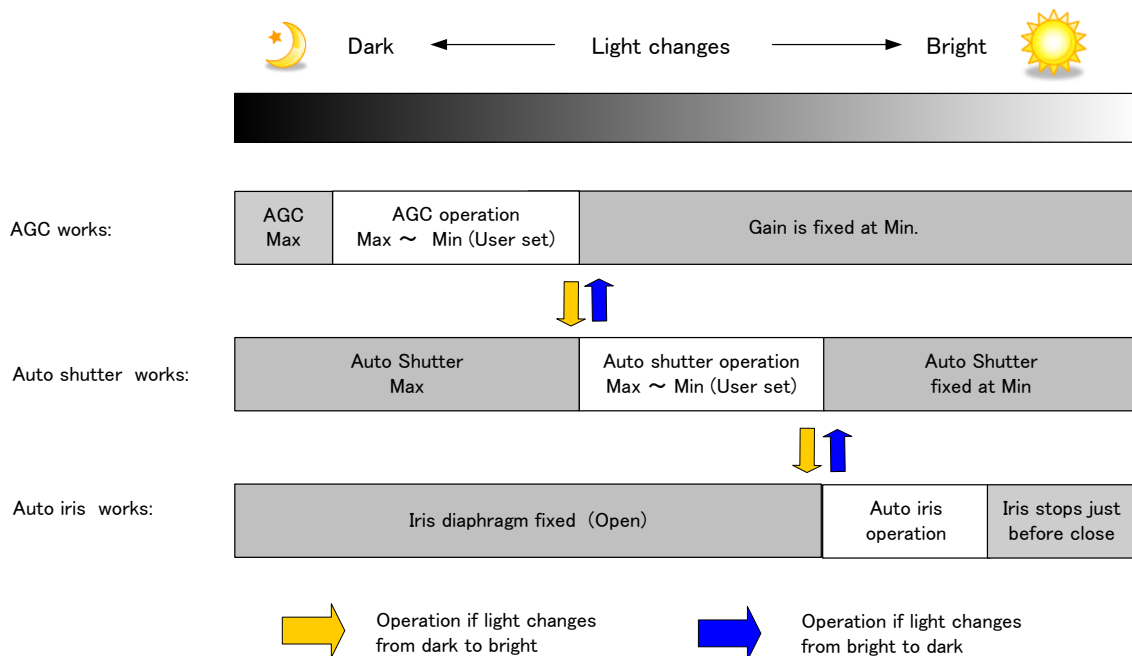 Dark
Light changes
Bright
AGC works:
AGC
Max
AGC operation
Max ～ Min (User set)
Gain is fixed at Min.
Auto shutter works:
Auto Shutter
Max
Auto shutter operation
Max ～ Min (User set)
Auto Shutter
fixed at Min
Auto iris works:
Iris diaphragm fixed (Open)
Auto iris
operation
Iris stops just
before close
Operation if light changes
from dark to bright
Operation if light changes
from bright to dark